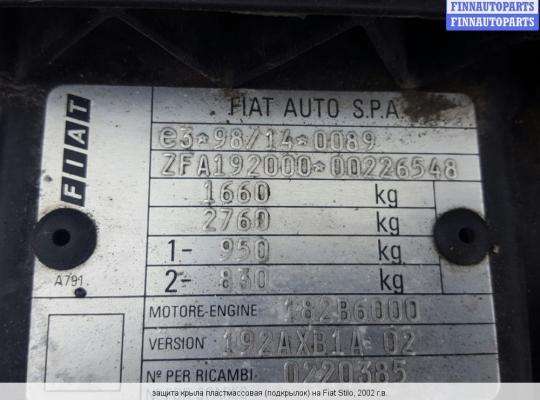 FINNAUTOPARTS
FINNAUTOPARTS
FIAT
FIAT AUTO S.P.A.
e3*98/14*0089
ZFA192000*00226548
1660 kg
2760 kg
1- 950 kg
2- 830 kg
A791
MOTORE-ENGINE 182B6000
VERSION 192AXB1A 02
Nº PER RICAMBI 0220385
защита крыла пластмассовая (подкрылок) на Fiat Stilo, 2002 г.в.